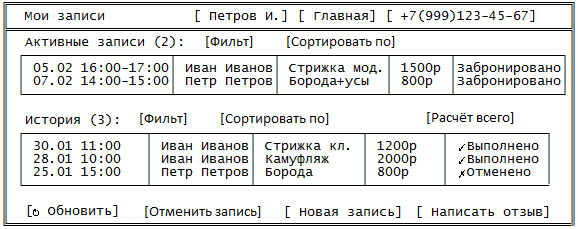 Мои записи [ Петров И.] [ Главная] [ +7(999)123-45-67]
Активные записи (2): [Фильт] [Сортировать по]
05.02 16:00-17:00 Иван Иванов Стрижка мод. 1500р Забронировано
07.02 14:00-15:00 Петр Петров Борода+усы 800р Забронировано
История (3): [Фильт] [Сортировать по] [Расчёт всего]
30.01 11:00 Иван Иванов Стрижка кл. 1200р ✓Выполнено
28.01 10:00 Иван Иванов Камуфляж 2000р ✓Выполнено
25.01 15:00 Петр Петров Борода 800р ✗Отменено
[↻ Обновить] [Отменить запись] [ Новая запись] [ Написать отзыв]